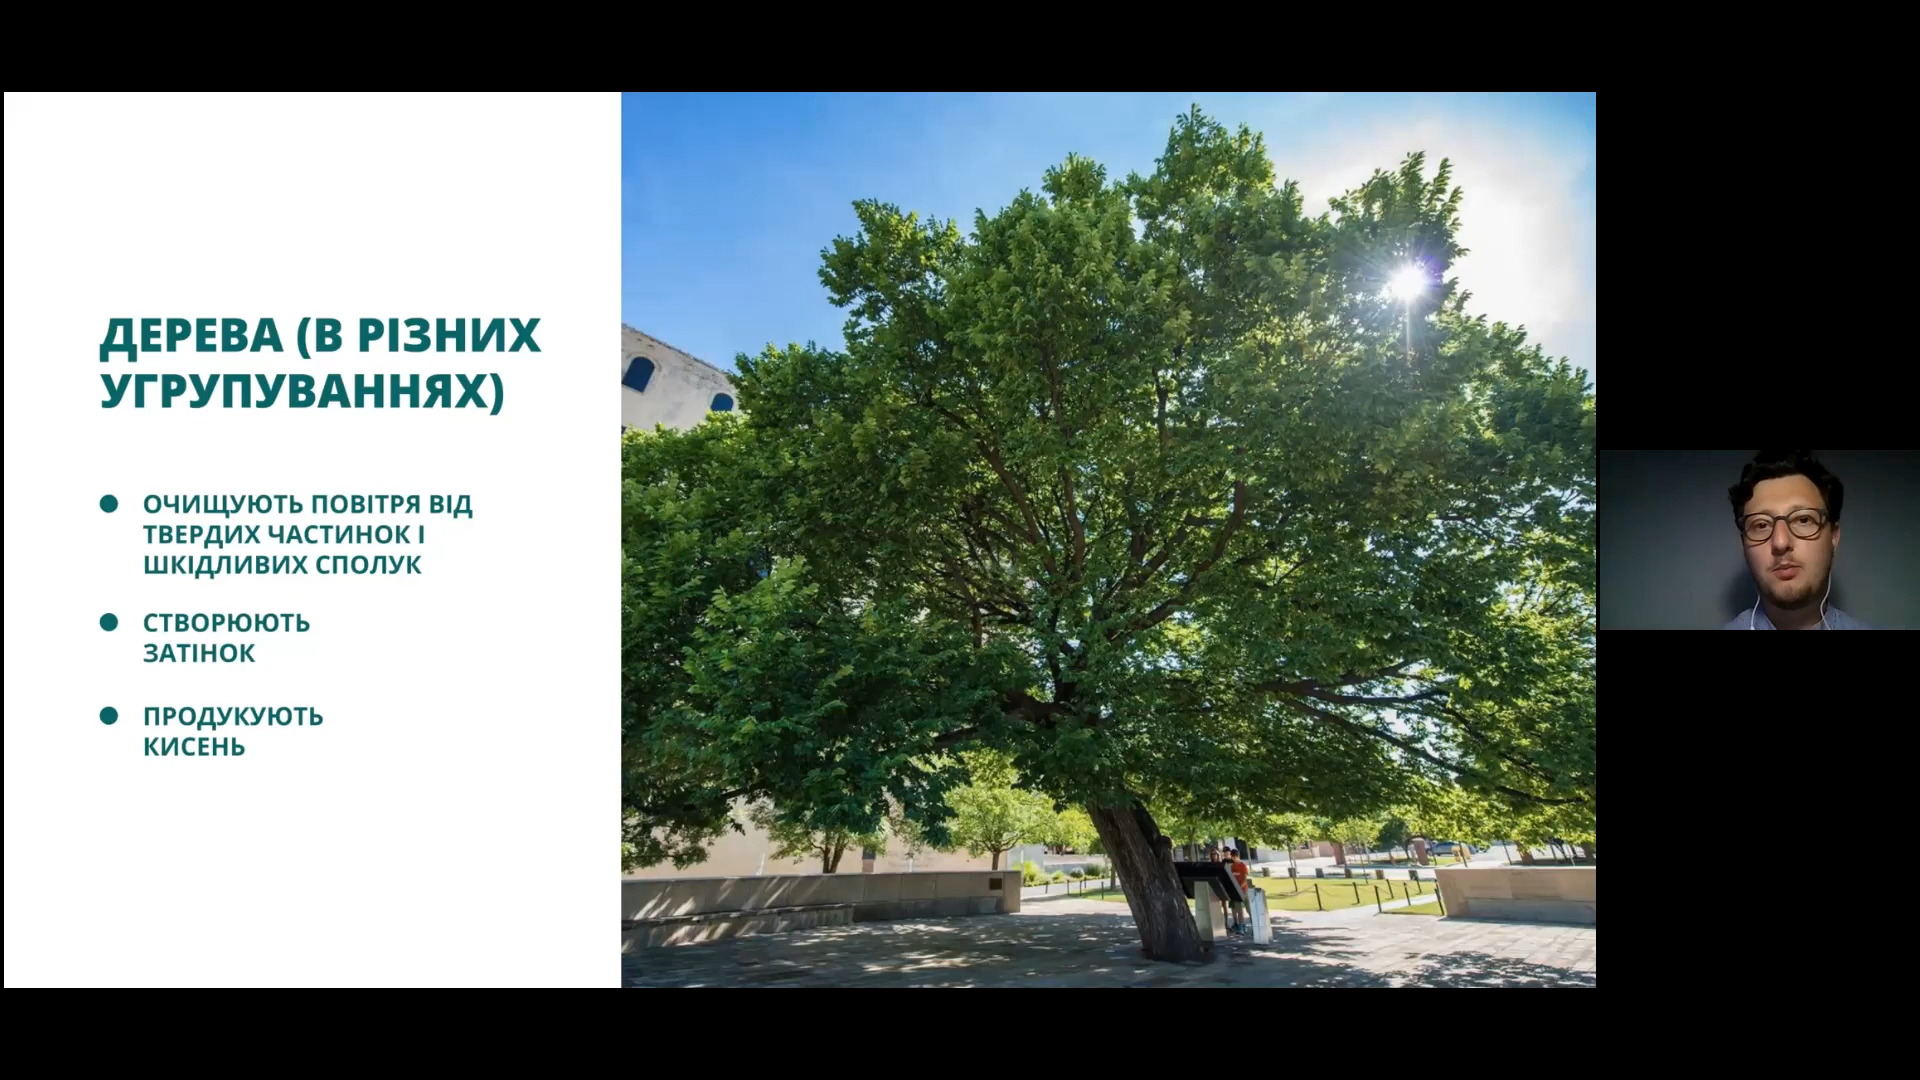 ДЕРЕВА (В РІЗНИХ
УГРУПУВАННЯХ)
ОЧИЩУЮТЬ ПОВІТРЯ ВІД
ТВЕРДИХ ЧАСТИНОК І
ШКІДЛИВИХ СПОЛУК
СТВОРЮЮТЬ
ЗАТІНОК
ПРОДУКУЮТЬ
КИСЕНЬ